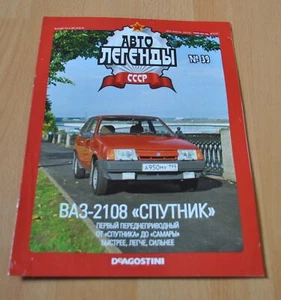 АВТО
ЛЕГЕНДЫ
СССР
№ 39
ВАЗ-2108 «СПУТНИК»
ПЕРВЫЙ ПЕРЕДНЕПРИВОДНЫЙ
ОТ «СПУТНИКА» ДО «САМАРЫ»
БЫСТРЕЕ, ЛЕГЧЕ, СИЛЬНЕЕ
DEAGOSTINI